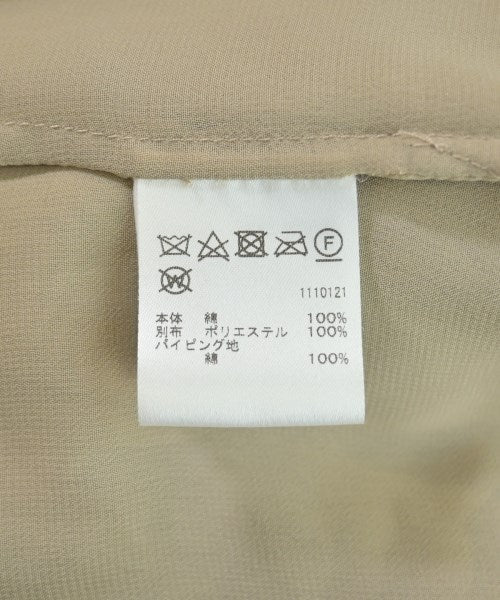 F
W
1110121
本体 綿 100%
別布 ポリエステル 100%
パイピング地
綿 100%